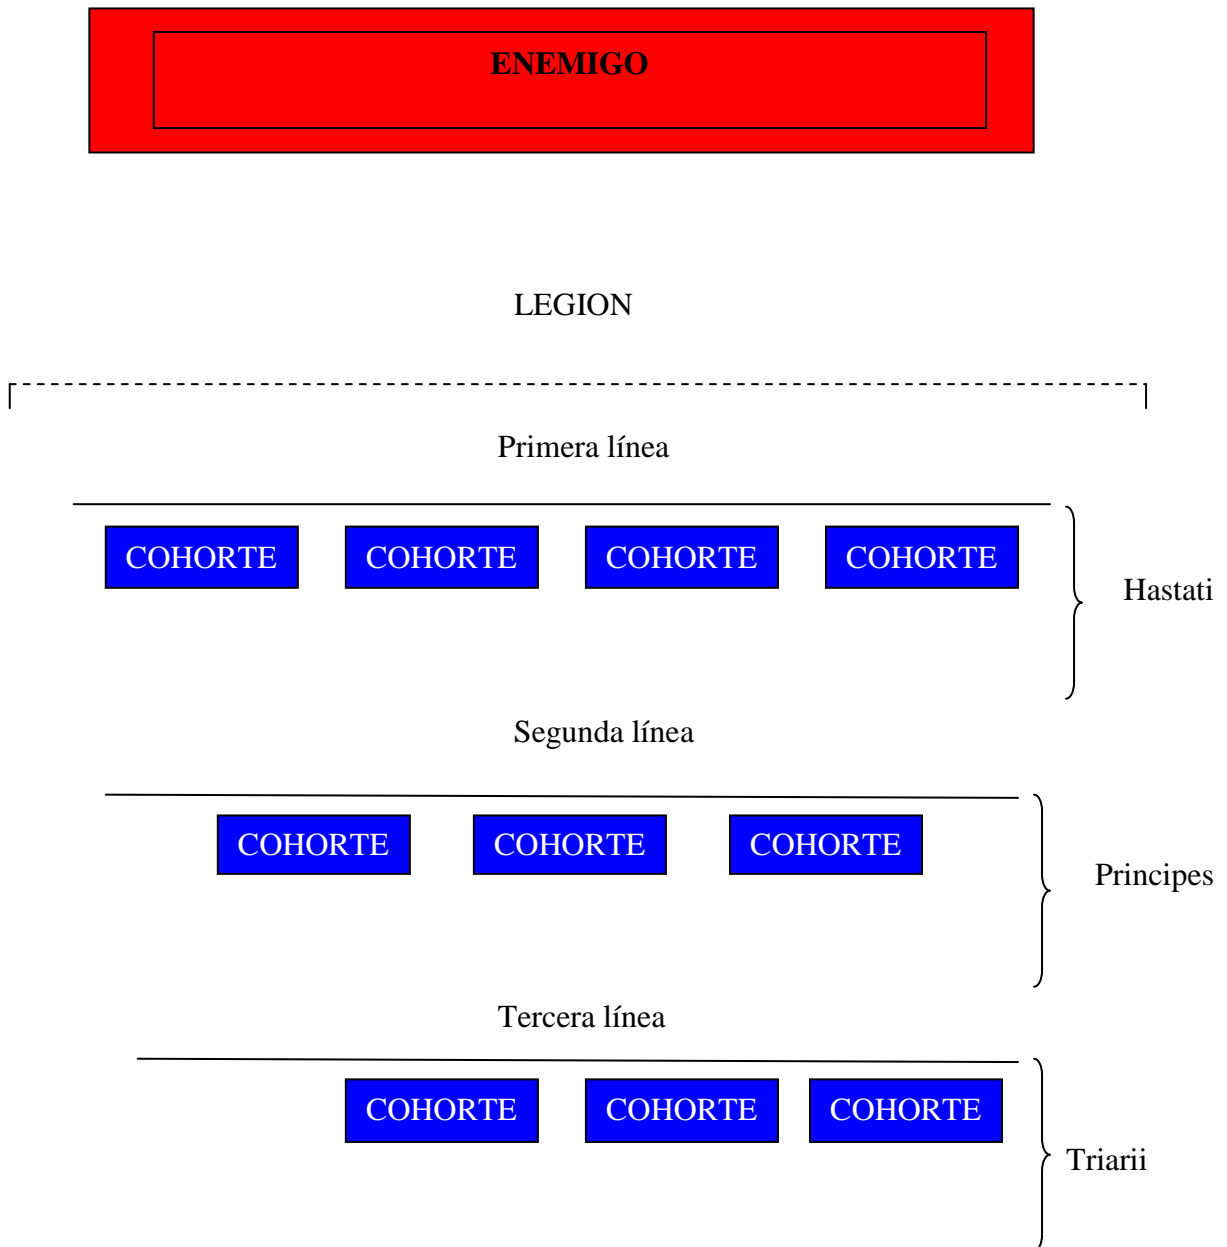 ENEMIGO
LEGION
Primera línea
COHORTE COHORTE COHORTE COHORTE
Hastati
Segunda línea
COHORTE COHORTE COHORTE
Principes
Tercera línea
COHORTE COHORTE COHORTE
Triarii